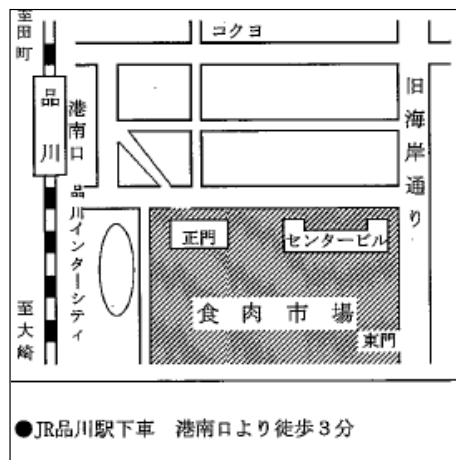 至田町
コクヨ
品川
港南口
旧海岸通り
品川インターシティ
正門
センタービル
食肉市場
東門
至大崎
●JR品川駅下車 港南口より徒歩3分